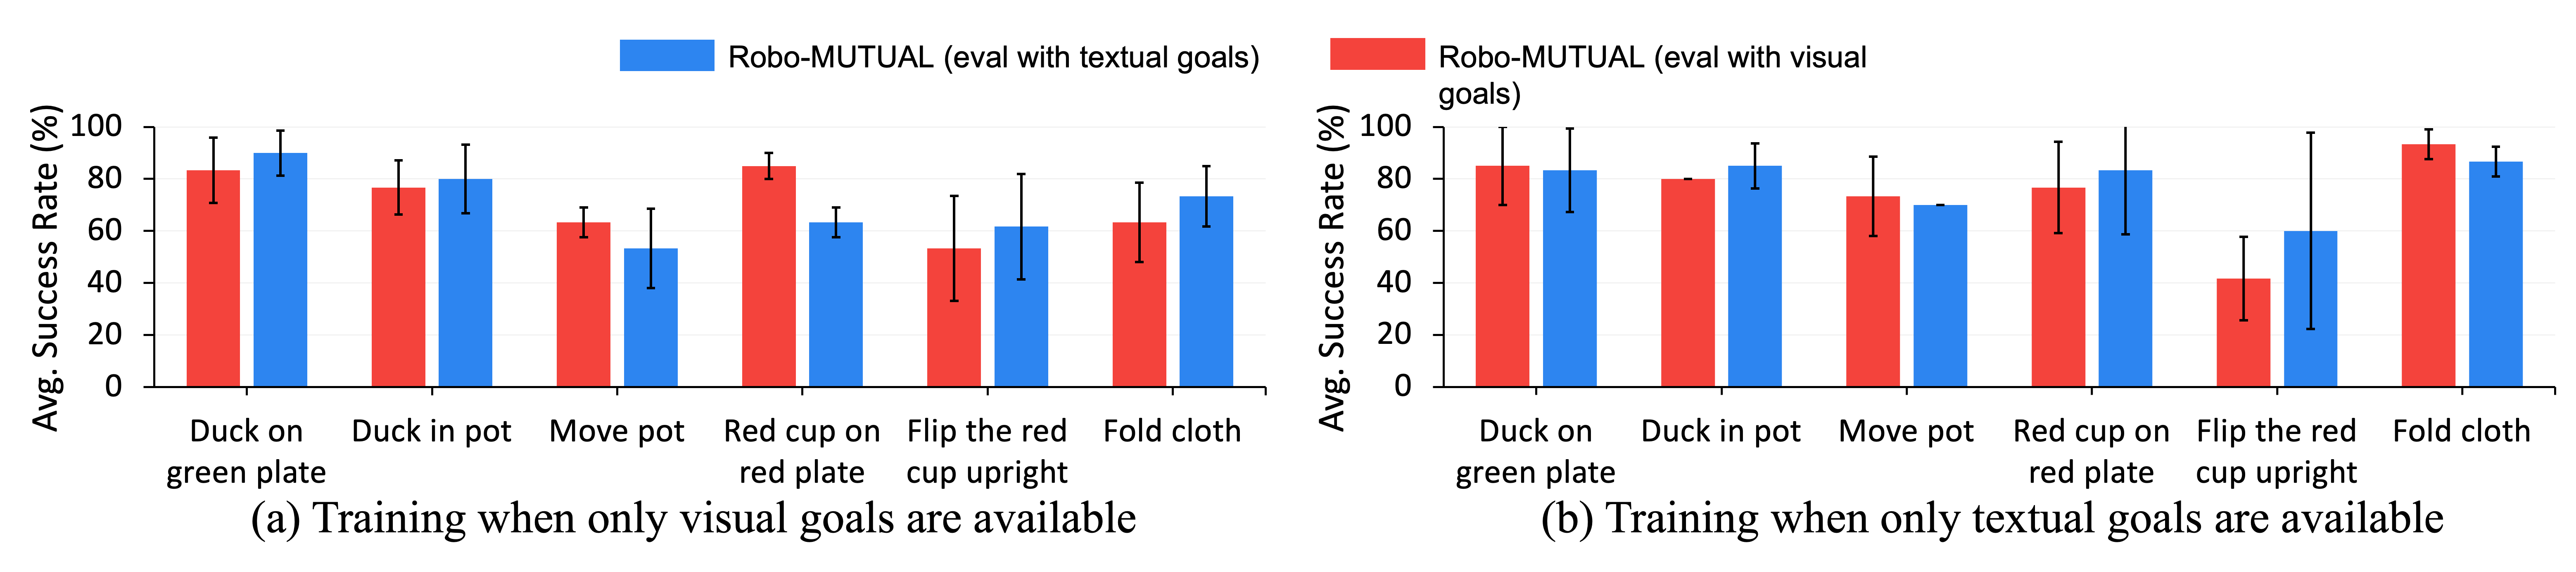 Robo-MUTUAL (eval with textual goals)
Robo-MUTUAL (eval with visual
goals)
Avg. Success Rate (%)
100
80
60
40
20
0
Duck on
green plate
Duck in pot
Move pot
Red cup on
red plate
Flip the red
cup upright
Fold cloth
(a) Training when only visual goals are available
Avg. Success Rate (%)
100
80
60
40
20
0
Duck on
green plate
Duck in pot
Move pot
Red cup on
red plate
Flip the red
cup upright
Fold cloth
(b) Training when only textual goals are available